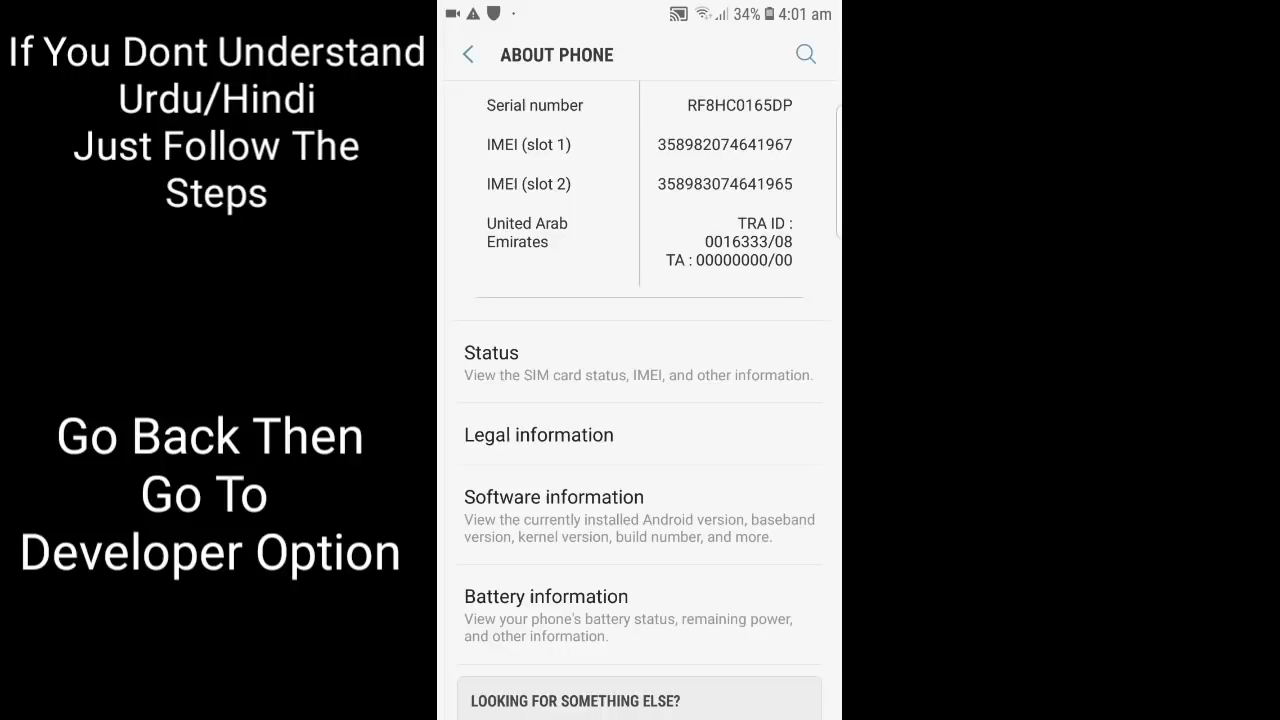 If You Dont Understand
Urdu/Hindi
Just Follow The
Steps
Go Back Then
Go To
Developer Option
34% 4:01 am
ABOUT PHONE
Serial number RF8HC0165DP
IMEI (slot 1) 358982074641967
IMEI (slot 2) 358983074641965
United Arab Emirates
TRA ID :
0016333/08
TA : 00000000/00
Status
View the SIM card status, IMEI, and other information.
Legal information
Software information
View the currently installed Android version, baseband
version, kernel version, build number, and more.
Battery information
View your phone's battery status, remaining power,
and other information.
LOOKING FOR SOMETHING ELSE?